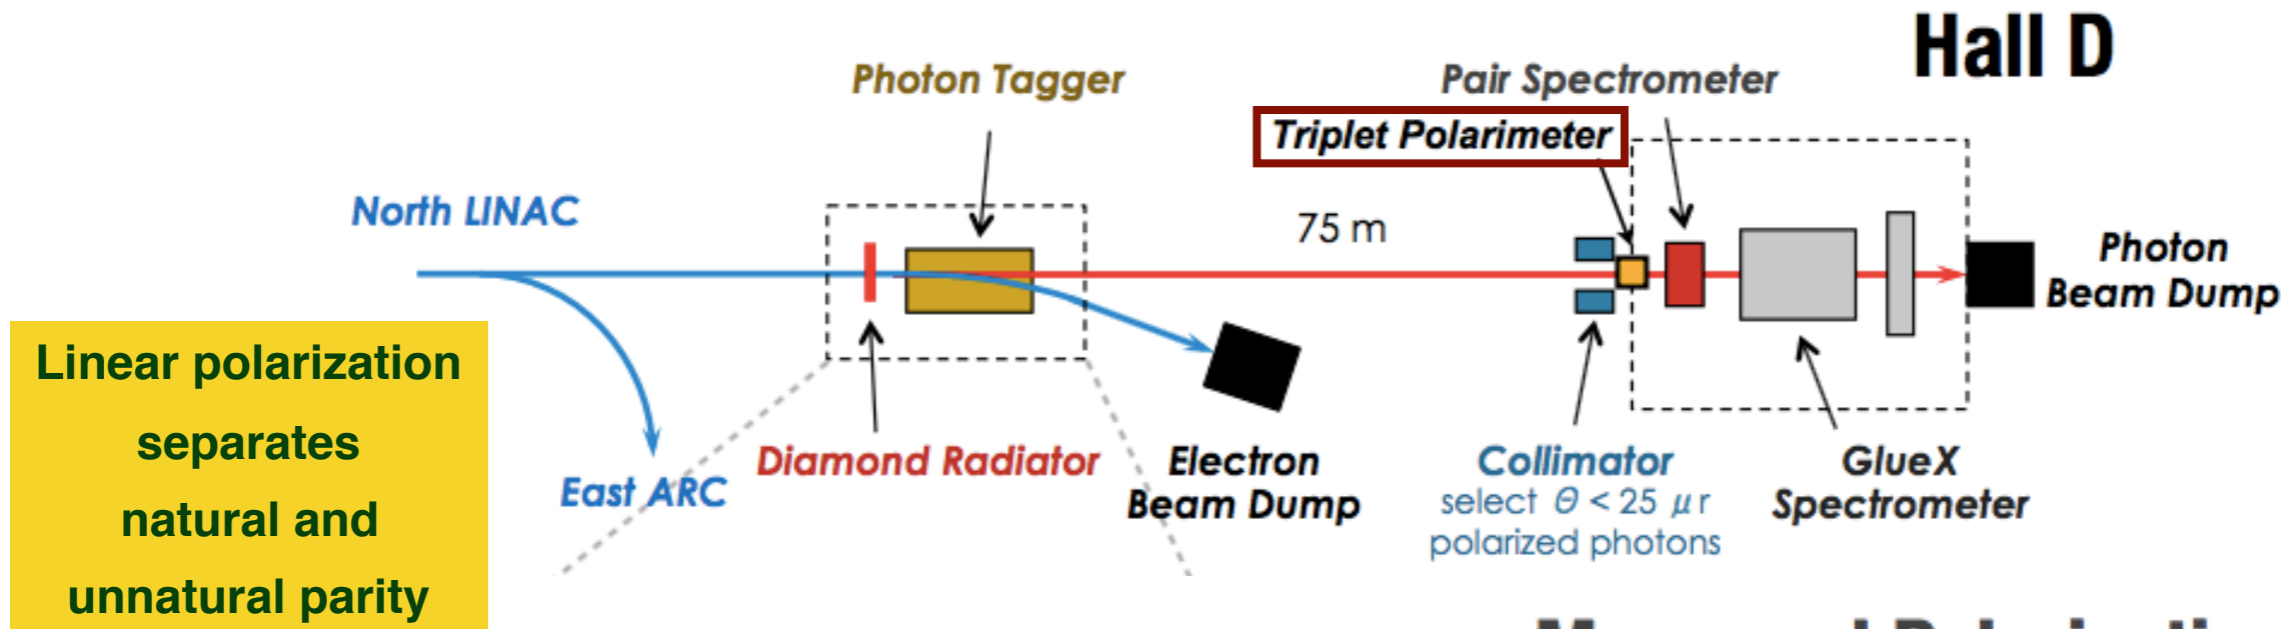 Hall D
Photon Tagger
Pair Spectrometer
Triplet Polarimeter
North LINAC
75 m
Photon
Beam Dump
Linear polarization
separates
natural and
unnatural parity
East ARC
Diamond Radiator
Electron
Beam Dump
Collimator
select θ < 25 μr
polarized photons
GlueX
Spectrometer